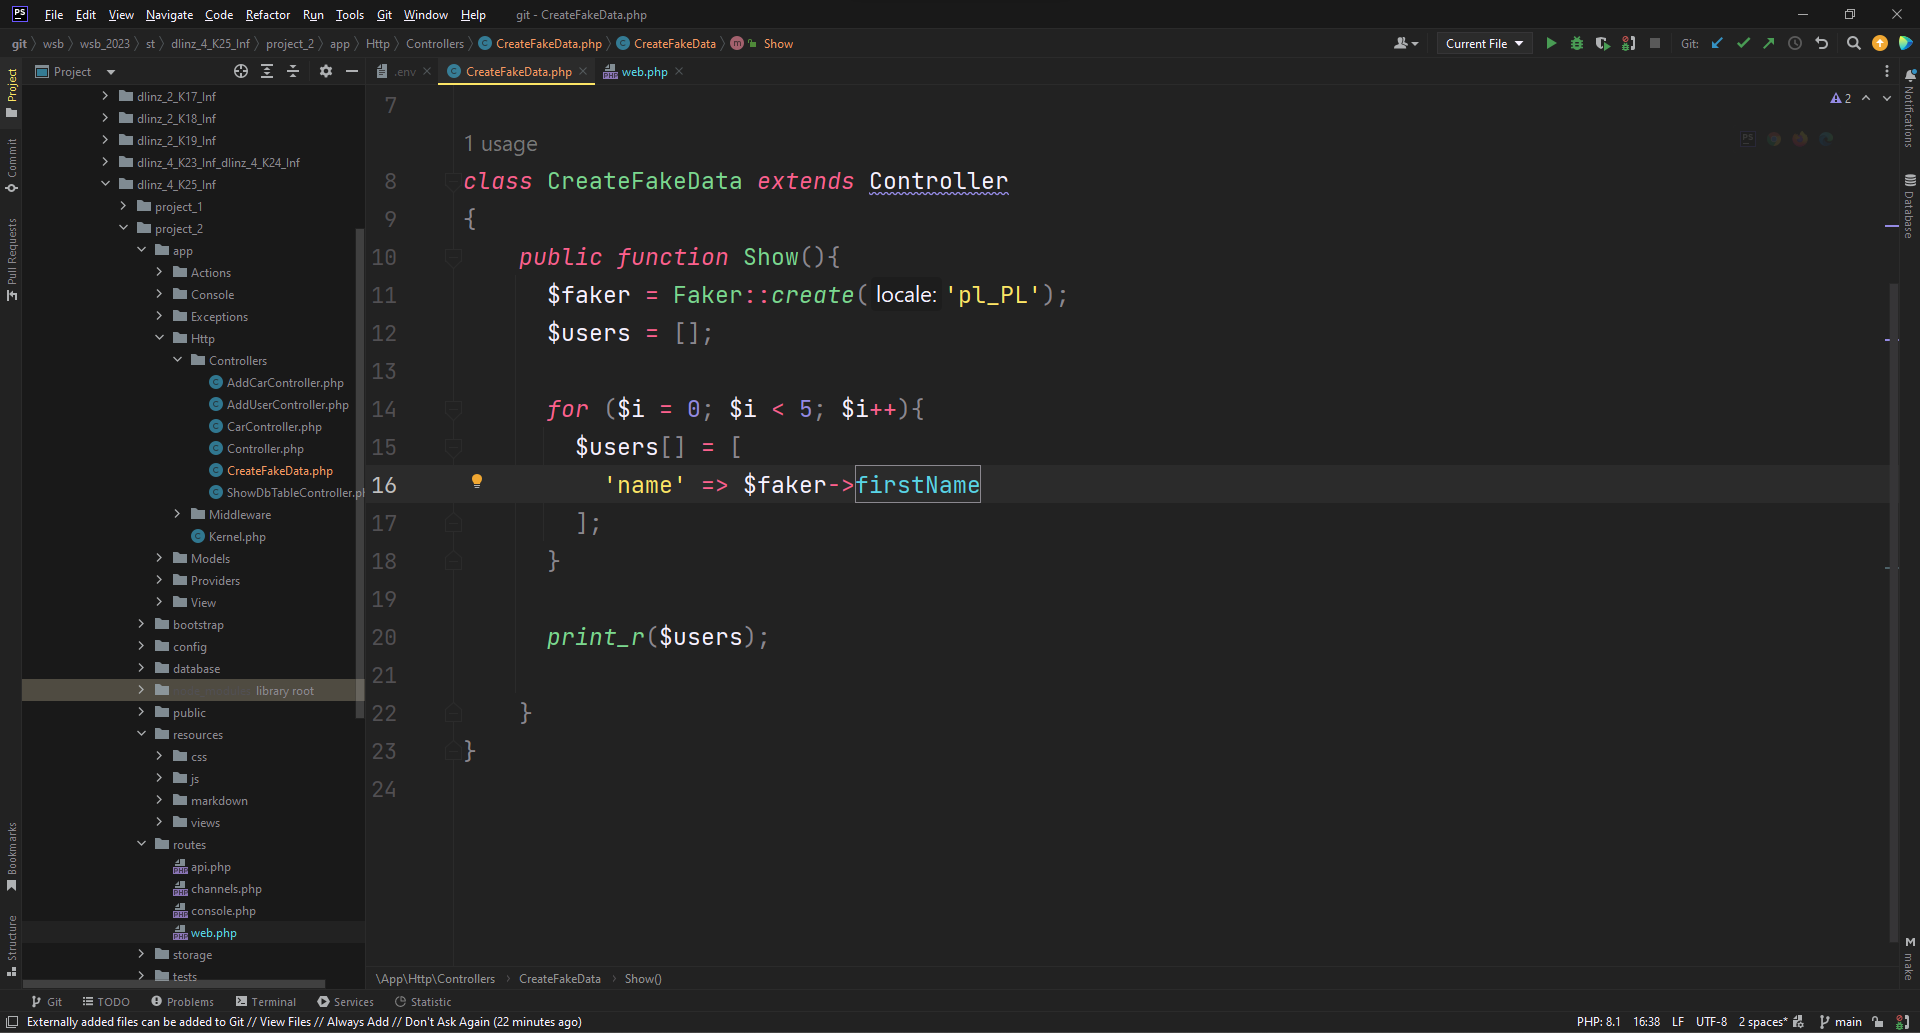 PS File Edit View Navigate Code Refactor Run Tools Git Window Help git - CreateFakeData.php
git wsb wsb_2023 st dlinz_4_K25_Inf project_2 app Http Controllers CreateFakeData.php CreateFakeData m Show Current File Git:
Project
.env CreateFakeData.php web.php
Project
Commit
Pull Requests
Bookmarks
Structure
dlinz_2_K17_Inf
dlinz_2_K18_Inf
dlinz_2_K19_Inf
dlinz_4_K23_Inf_dlinz_4_K24_Inf
dlinz_4_K25_Inf
project_1
project_2
app
Actions
Console
Exceptions
Http
Controllers
AddCarController.php
AddUserController.php
CarController.php
Controller.php
CreateFakeData.php
ShowDbTableController.p
Middleware
Kernel.php
Models
Providers
View
bootstrap
config
database
library root
public
resources
css
js
markdown
views
routes
api.php
channels.php
console.php
web.php
storage
tests
7
1 usage
8 class CreateFakeData extends Controller
9 {
10 public function Show(){
11 $faker = Faker::create( locale: 'pl_PL');
12 $users = [];
13
14 for ($i = 0; $i < 5; $i++){
15 $users[] = [
16 'name' => $faker->firstName
17 ];
18 }
19
20 print_r($users);
21
22 }
23 }
24
2
Notifications
Database
M make
\App\Http\Controllers CreateFakeData Show()
Git TODO Problems Terminal Services Statistic
Externally added files can be added to Git // View Files // Always Add // Don't Ask Again (22 minutes ago) PHP: 8.1 16:38 LF UTF-8 2 spaces* main